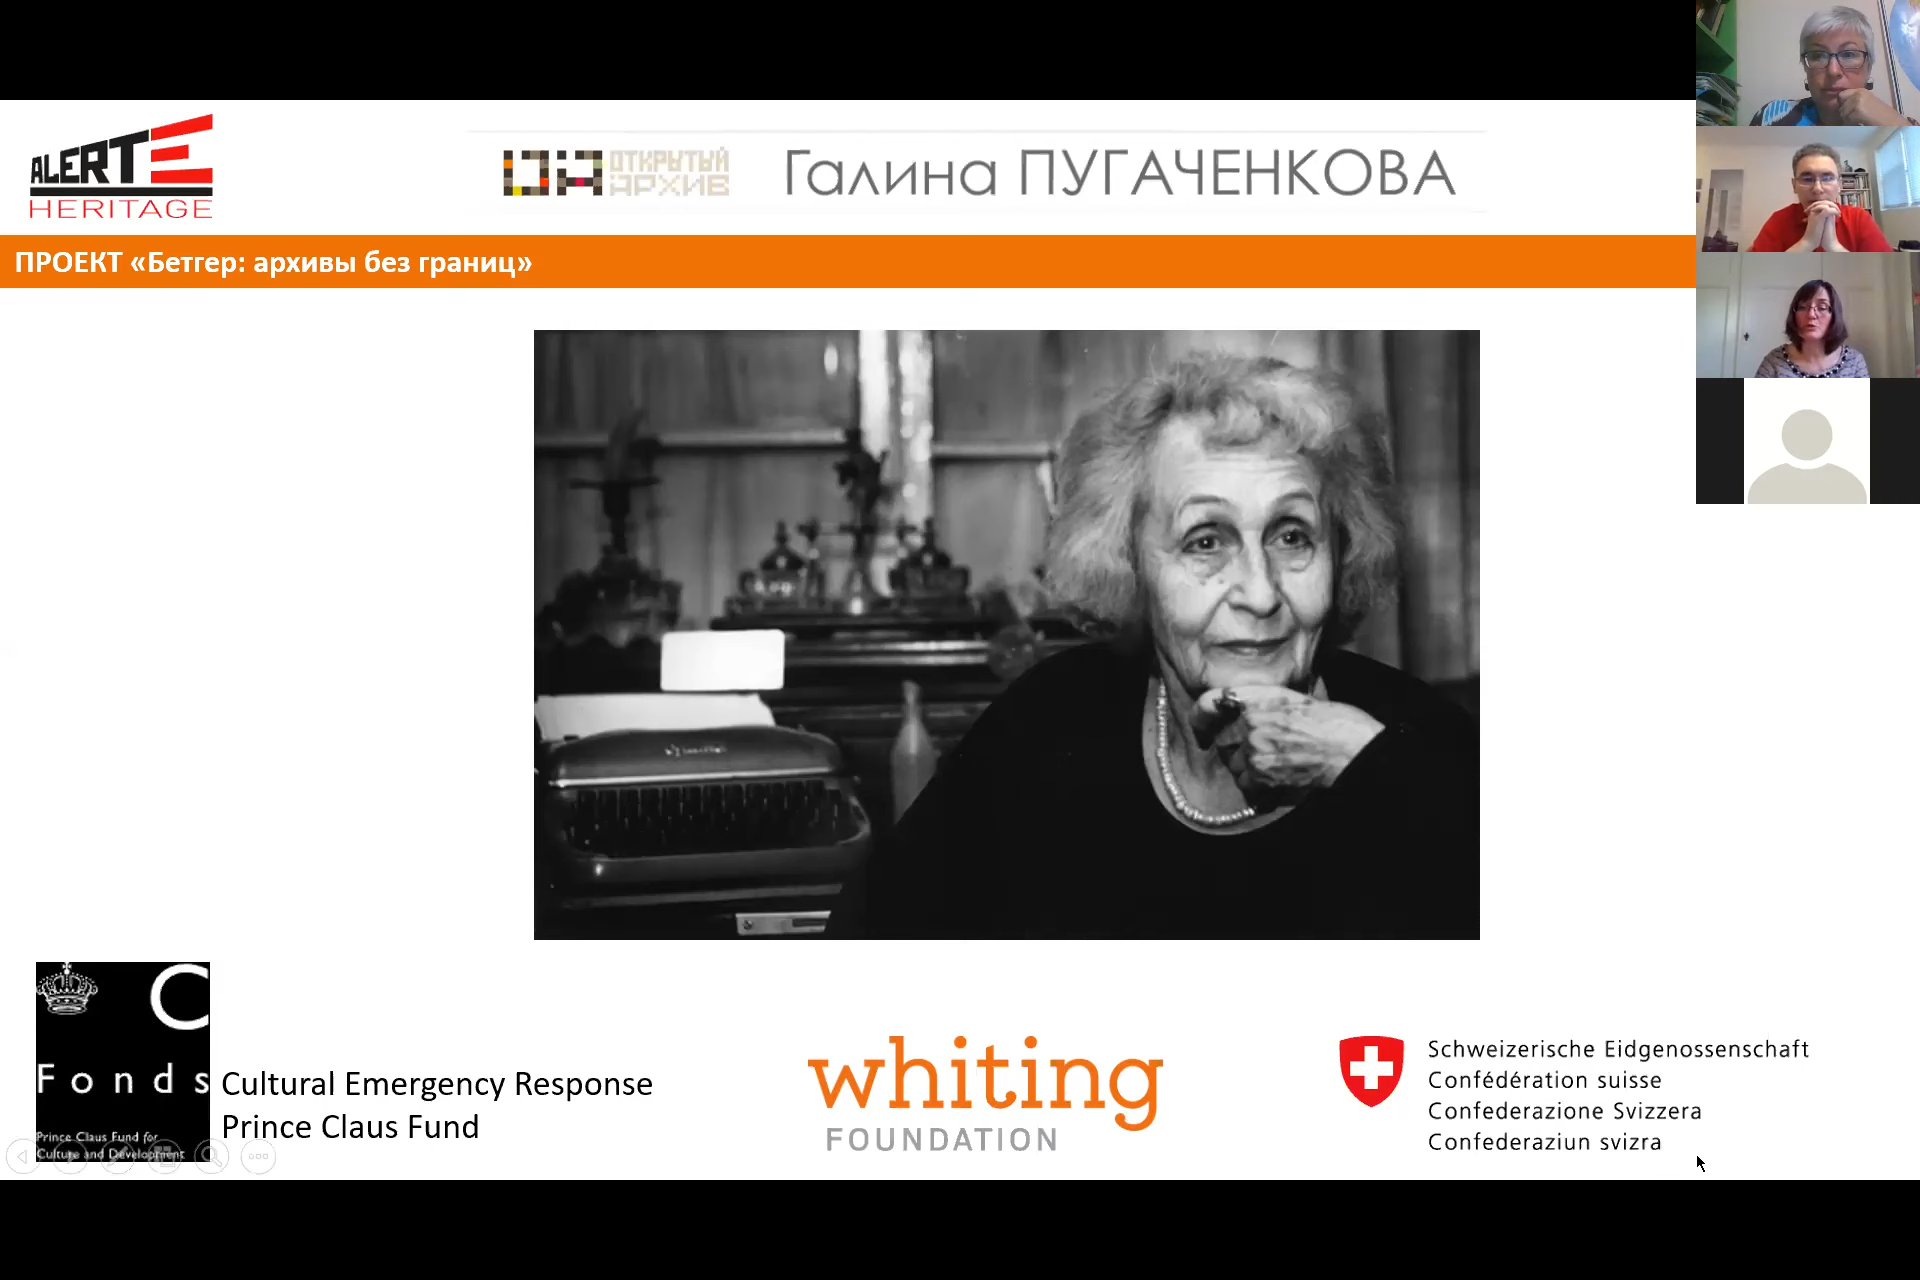 ALERTE
HERITAGE
ОТКРЫТЫЙ
АРХИВ
Галина ПУГАЧЕНКОВА
ПРОЕКТ «Бетгер: архивы без границ»
C
Fonds
Prince Claus Fund for
Culture and Development
Cultural Emergency Response
Prince Claus Fund
whiting
FOUNDATION
Schweizerische Eidgenossenschaft
Confédération suisse
Confederazione Svizzera
Confederaziun svizra